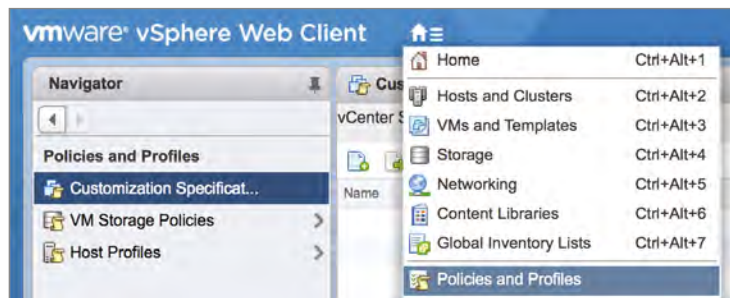 vmware® vSphere Web Client
Navigator
Cus
vCenter S
Policies and Profiles
Customization Specificat...
Name
VM Storage Policies
Host Profiles
Home Ctrl+Alt+1
Hosts and Clusters Ctrl+Alt+2
VMs and Templates Ctrl+Alt+3
Storage Ctrl+Alt+4
Networking Ctrl+Alt+5
Content Libraries Ctrl+Alt+6
Global Inventory Lists Ctrl+Alt+7
Policies and Profiles